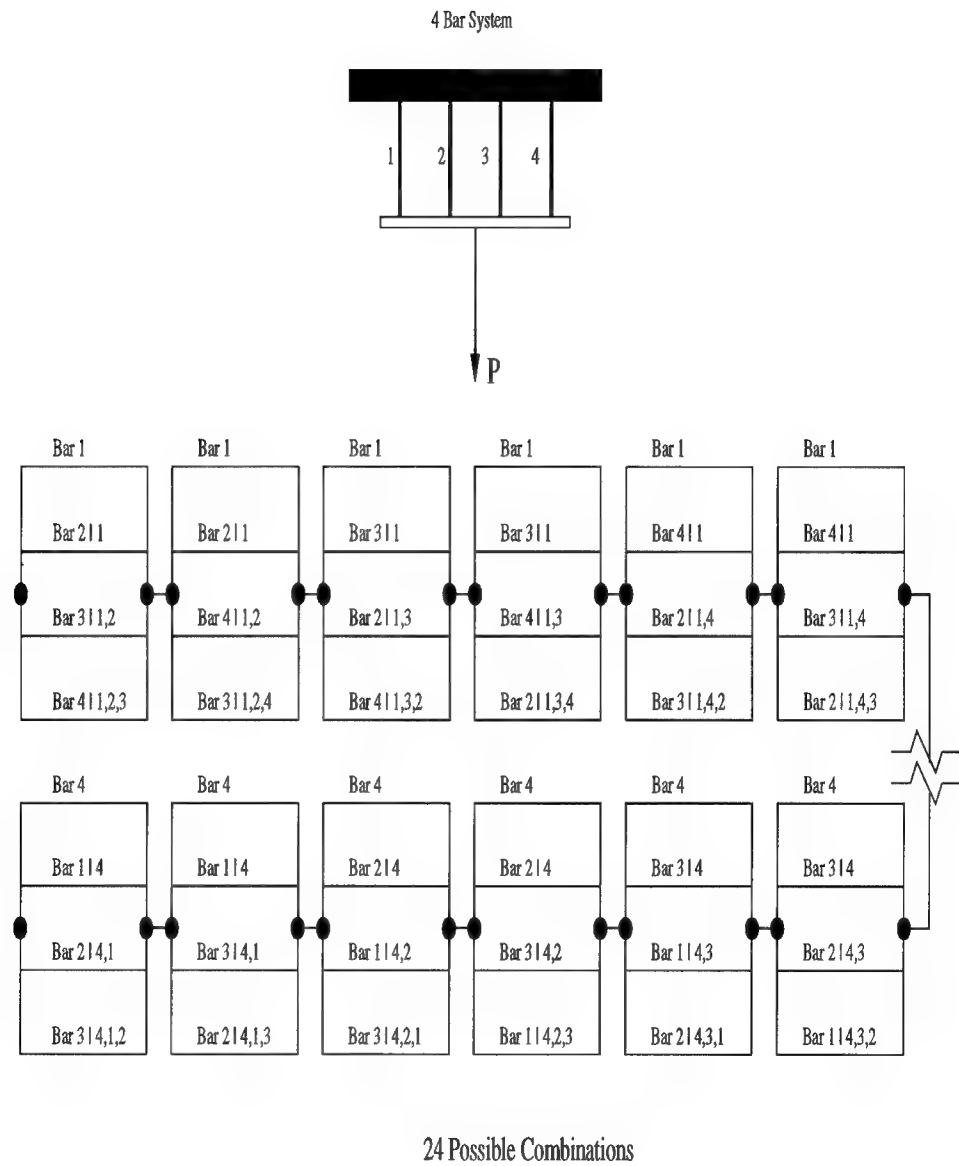 4 Bar System
1 2 3 4
P
Bar 1 Bar 1 Bar 1 Bar 1 Bar 1 Bar 1
Bar 2|1 Bar 2|1 Bar 3|1 Bar 3|1 Bar 4|1 Bar 4|1
Bar 3|1,2 Bar 4|1,2 Bar 2|1,3 Bar 4|1,3 Bar 2|1,4 Bar 3|1,4
Bar 4|1,2,3 Bar 3|1,2,4 Bar 4|1,3,2 Bar 2|1,3,4 Bar 3|1,4,2 Bar 2|1,4,3
Bar 4 Bar 4 Bar 4 Bar 4 Bar 4 Bar 4
Bar 1|4 Bar 1|4 Bar 2|4 Bar 2|4 Bar 3|4 Bar 3|4
Bar 2|4,1 Bar 3|4,1 Bar 1|4,2 Bar 3|4,2 Bar 1|4,3 Bar 2|4,3
Bar 3|4,1,2 Bar 2|4,1,3 Bar 3|4,2,1 Bar 1|4,2,3 Bar 2|4,3,1 Bar 1|4,3,2
24 Possible Combinations